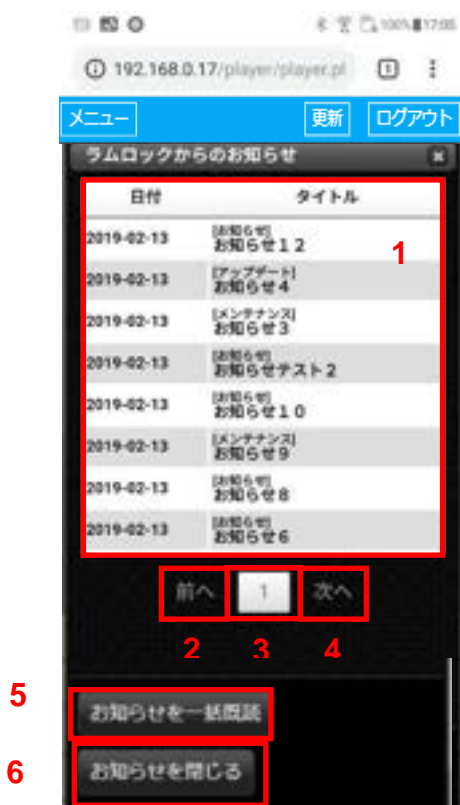 100% 17:05
192.168.0.17/player/player.pl 1
メニュー 更新 ログアウト
ラムロックからのお知らせ
日付 タイトル
1
2019-02-13 [お知らせ]
お知らせ12
2019-02-13 [アップデート]
お知らせ4
2019-02-13 [メンテナンス]
お知らせ3
2019-02-13 [お知らせ]
お知らせテスト2
2019-02-13 [お知らせ]
お知らせ10
2019-02-13 [メンテナンス]
お知らせ9
2019-02-13 [お知らせ]
お知らせ8
2019-02-13 [お知らせ]
お知らせ6
前へ 1 次へ
2 3 4
5
お知らせを一括既読
6
お知らせを閉じる